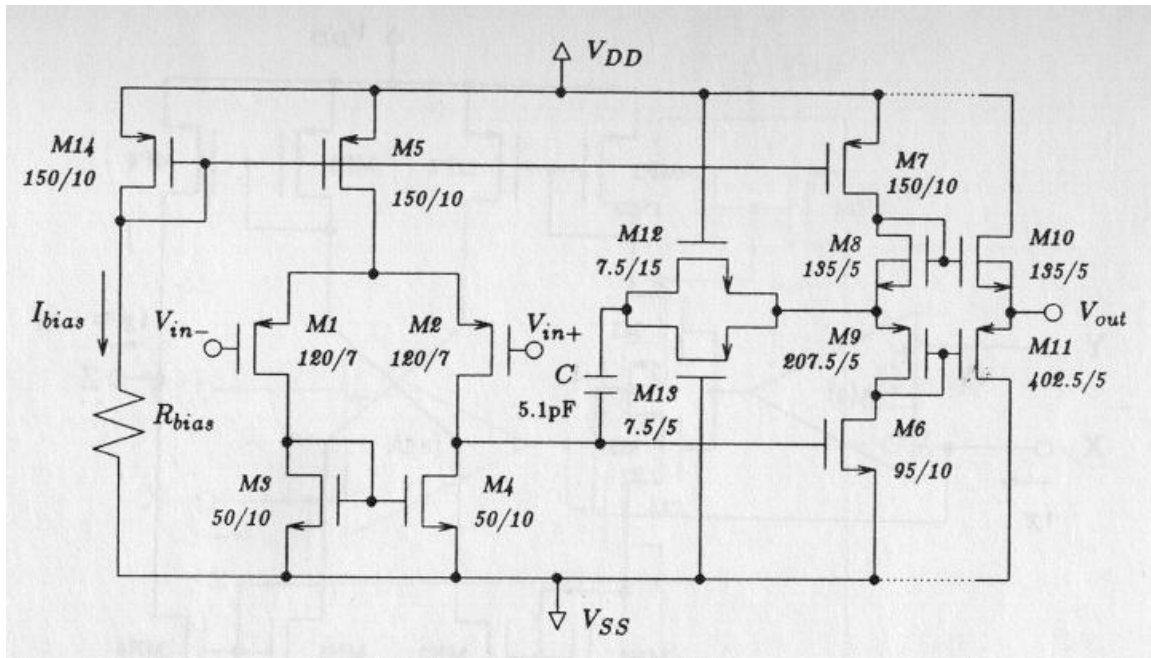 V_DD
M14
150/10
M5
150/10
M7
150/10
M12
7.5/15
M8
135/5
M10
135/5
I_bias
V_in-
M1
120/7
M2
120/7
V_in+
C
5.1pF
M13
7.5/5
M9
207.5/5
V_out
M11
402.5/5
R_bias
M3
50/10
M4
50/10
M6
95/10
V_SS